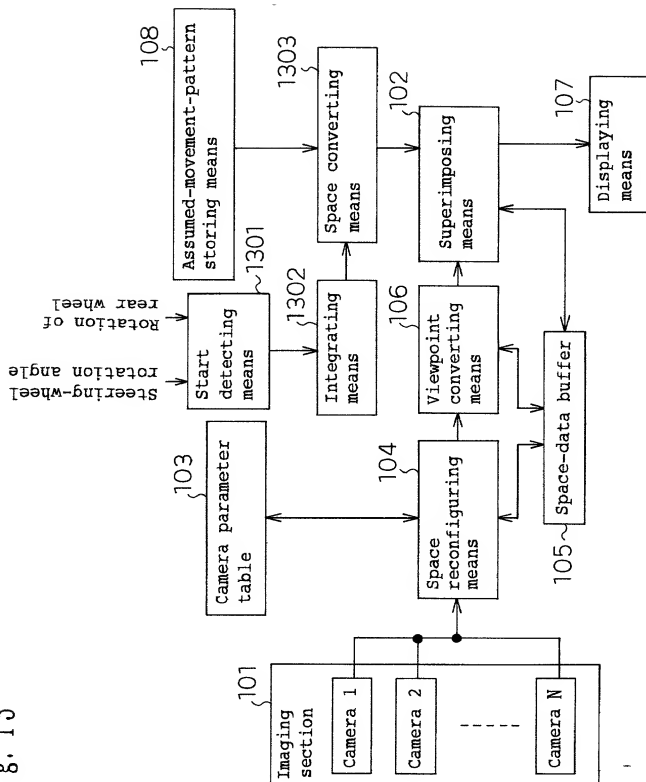 g. 13
Steering-wheel
rotation angle
Rotation of
rear wheel
108
Assumed-movement-pattern
storing means
1301
Start
detecting
means
1302
Integrating
means
1303
Space converting
means
103
Camera parameter
table
104
Space
reconfiguring
means
106
Viewpoint
converting
means
102
Superimposing
means
101
Imaging
section
Camera 1
Camera 2
Camera N
105
Space-data buffer
107
Displaying
means